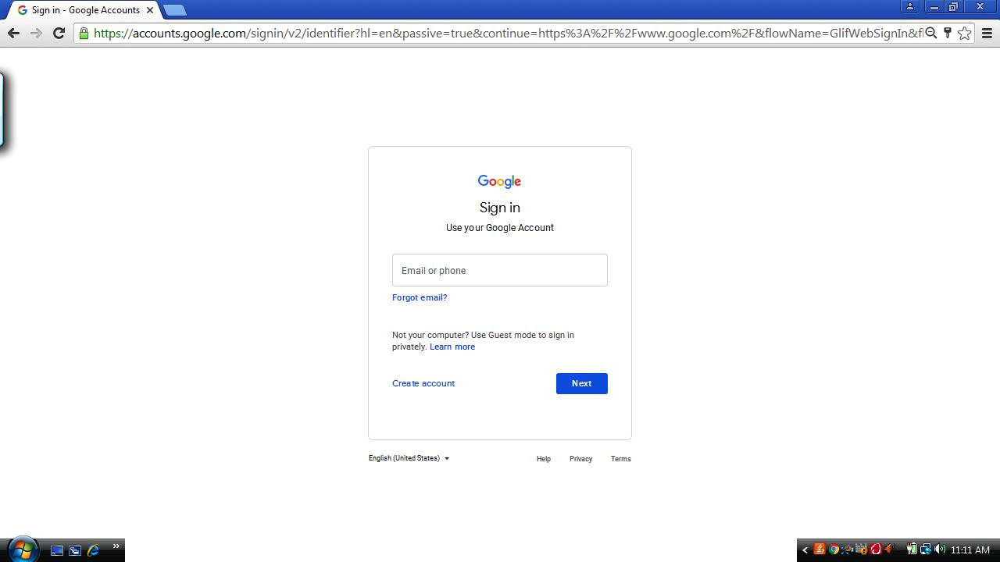 Sign in - Google Accounts
https://accounts.google.com/signin/v2/identifier?hl=en&passive=true&continue=https%3A%2F%2Fwww.google.com%2F&flowName=GlifWebSignIn&fl
Google
Sign in
Use your Google Account
Email or phone
Forgot email?
Not your computer? Use Guest mode to sign in
privately. Learn more
Create account
Next
English (United States)
Help
Privacy
Terms
11:11 AM